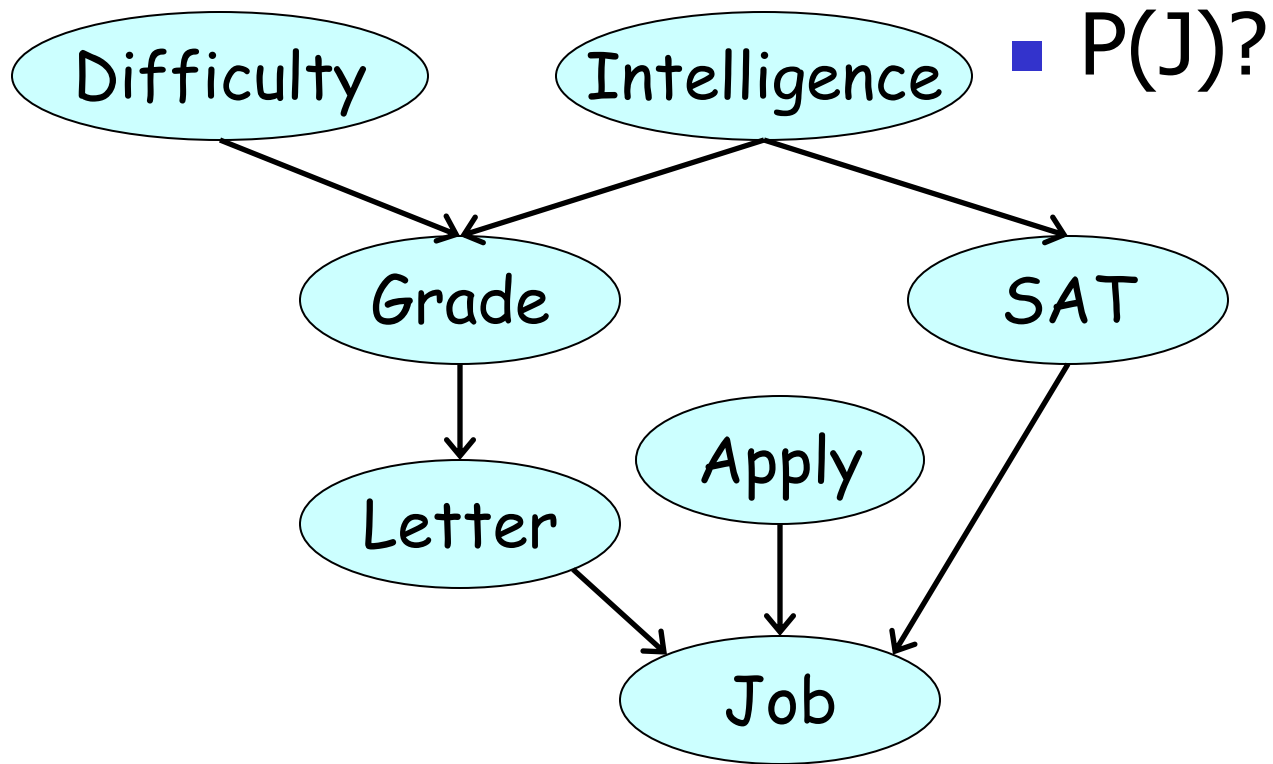 Difficulty
Intelligence
P(J)?
Grade
SAT
Apply
Letter
Job